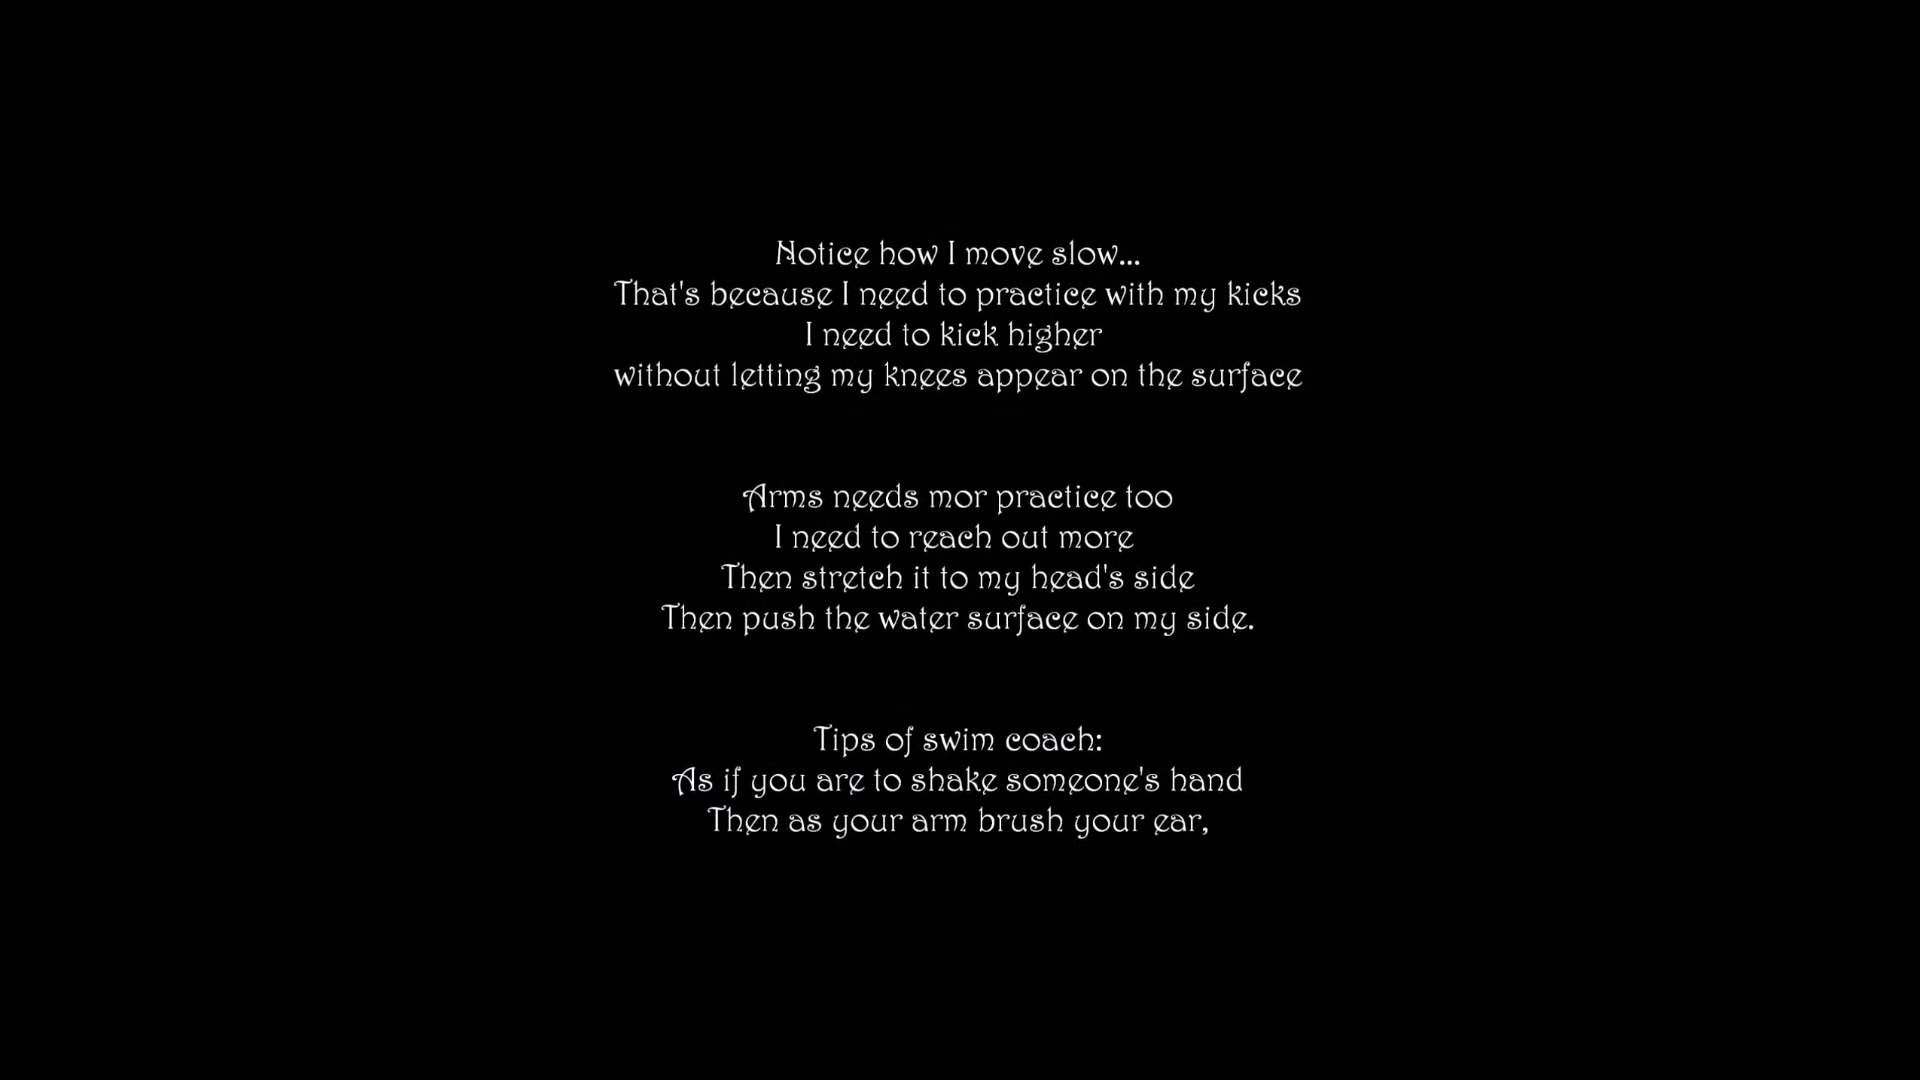 Notice how I move slow...
That's because I need to practice with my kicks
I need to kick higher
without letting my knees appear on the surface
Arms needs mor practice too
I need to reach out more
Then stretch it to my head's side
Then push the water surface on my side.
Tips of swim coach:
As if you are to shake someone's hand
Then as your arm brush your ear,